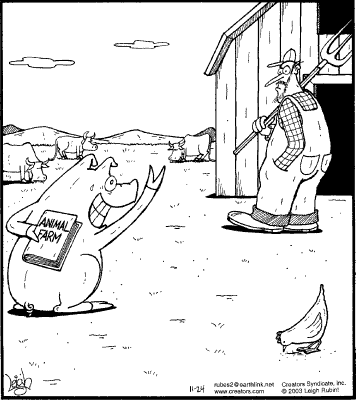 ANIMAL
FARM
Leigh
11-24
rubes2@earthlink.net
www.creators.com
Creators Syndicate, Inc.
© 2003 Leigh Rubin!